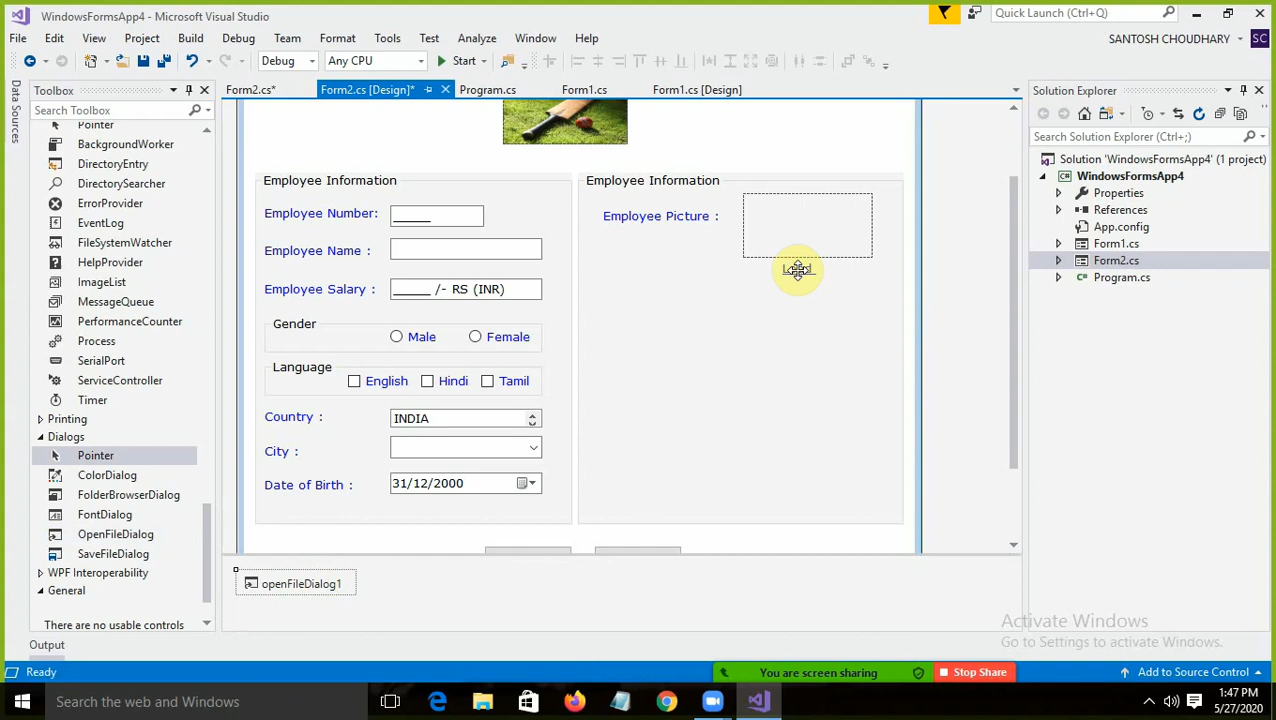 WindowsFormsApp4 - Microsoft Visual Studio
Quick Launch (Ctrl+Q)
File Edit View Project Build Debug Team Format Tools Test Analyze Window Help
SANTOSH CHOUDHARY SC
Debug Any CPU Start
Data Sources
Toolbox
Form2.cs* Form2.cs [Design]* Program.cs Form1.cs Form1.cs [Design]
Solution Explorer
Search Toolbox
Search Solution Explorer (Ctrl+;)
Pointer
BackgroundWorker
DirectoryEntry
DirectorySearcher
ErrorProvider
EventLog
FileSystemWatcher
HelpProvider
ImageList
MessageQueue
PerformanceCounter
Process
SerialPort
ServiceController
Timer
Printing
Dialogs
Pointer
ColorDialog
FolderBrowserDialog
FontDialog
OpenFileDialog
SaveFileDialog
WPF Interoperability
General
There are no usable controls
Employee Information
Employee Number: _____
Employee Name :
Employee Salary : _____ /- RS (INR)
Gender
Male Female
Language
English Hindi Tamil
Country : INDIA
City :
Date of Birth : 31/12/2000
Employee Information
Employee Picture :
openFileDialog1
Solution 'WindowsFormsApp4' (1 project)
WindowsFormsApp4
Properties
References
App.config
Form1.cs
Form2.cs
Program.cs
Activate Windows
Go to Settings to activate Windows.
Output
Ready
You are screen sharing Stop Share
Add to Source Control
Search the web and Windows
1:47 PM
5/27/2020